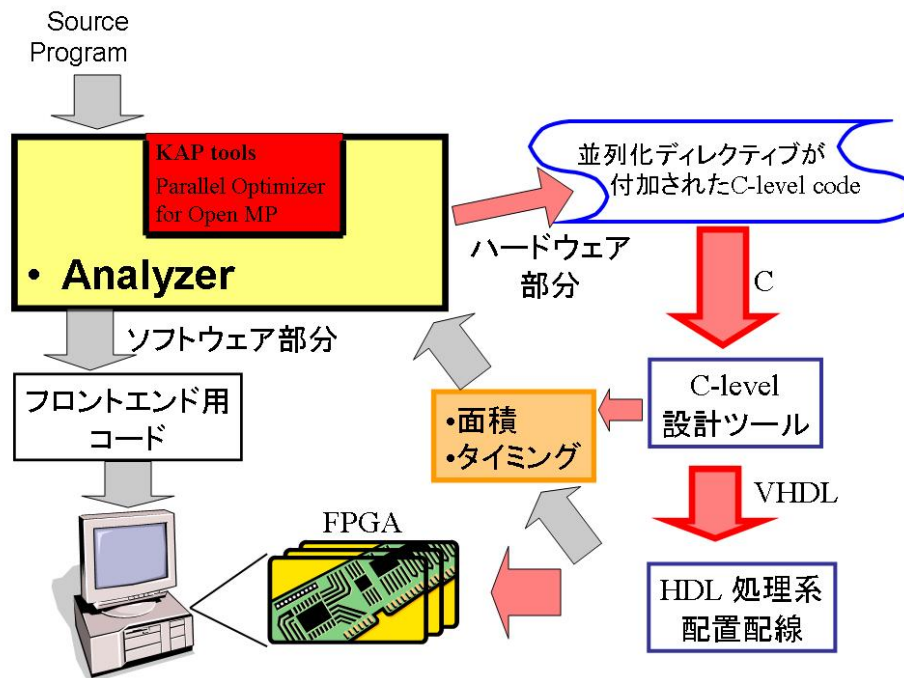 Source
Program
KAP tools
Parallel Optimizer
for Open MP
• Analyzer
並列化ディレクティブが
付加されたC-level code
ハードウェア
部分
C
ソフトウェア部分
フロントエンド用
コード
•面積
•タイミング
C-level
設計ツール
VHDL
FPGA
HDL 処理系
配置配線